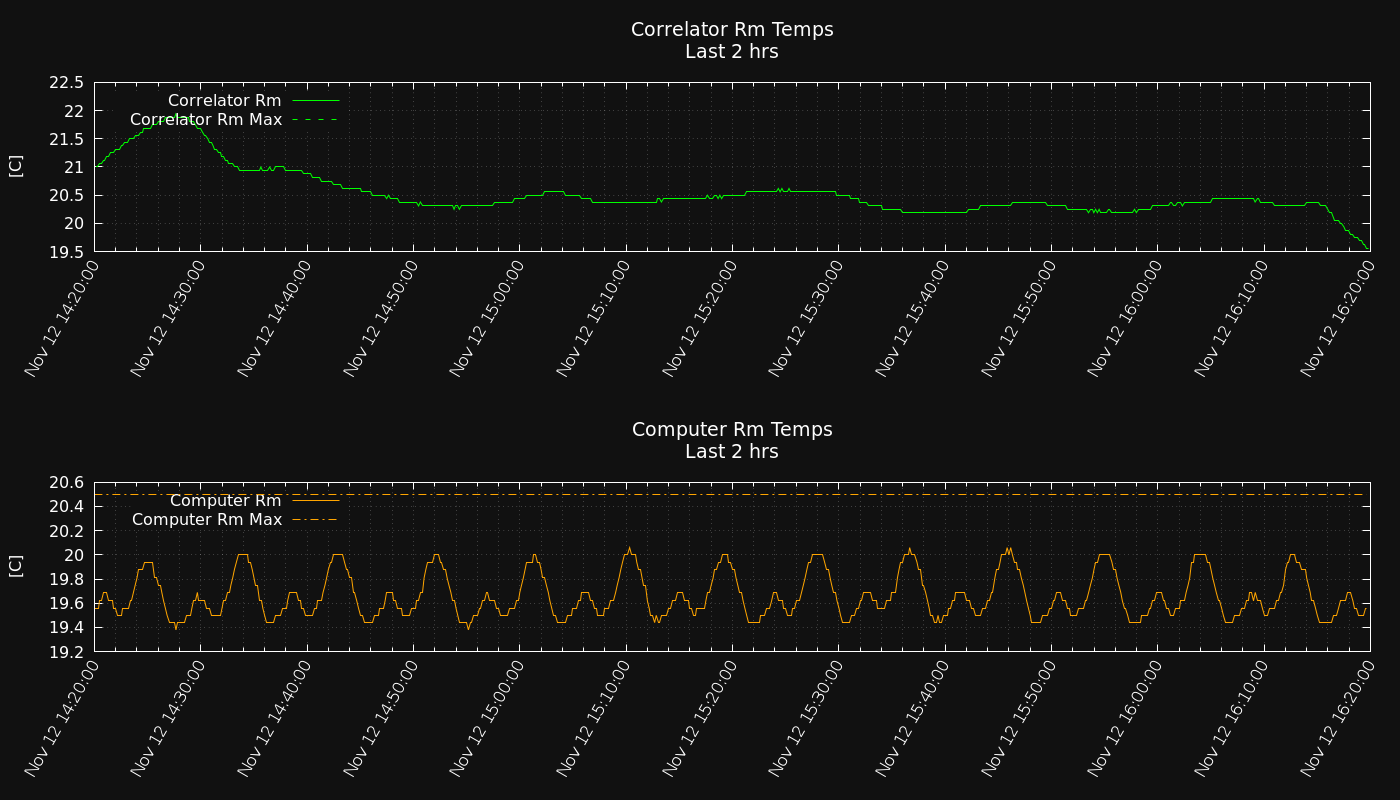 Correlator Rm Temps
Last 2 hrs
22.5
22
21.5
21
20.5
20
19.5
[C]
Correlator Rm
Correlator Rm Max
Nov 12 14:20:00
Nov 12 14:30:00
Nov 12 14:40:00
Nov 12 14:50:00
Nov 12 15:00:00
Nov 12 15:10:00
Nov 12 15:20:00
Nov 12 15:30:00
Nov 12 15:40:00
Nov 12 15:50:00
Nov 12 16:00:00
Nov 12 16:10:00
Nov 12 16:20:00
Computer Rm Temps
Last 2 hrs
20.6
20.4
20.2
20
19.8
19.6
19.4
19.2
[C]
Computer Rm
Computer Rm Max
Nov 12 14:20:00
Nov 12 14:30:00
Nov 12 14:40:00
Nov 12 14:50:00
Nov 12 15:00:00
Nov 12 15:10:00
Nov 12 15:20:00
Nov 12 15:30:00
Nov 12 15:40:00
Nov 12 15:50:00
Nov 12 16:00:00
Nov 12 16:10:00
Nov 12 16:20:00